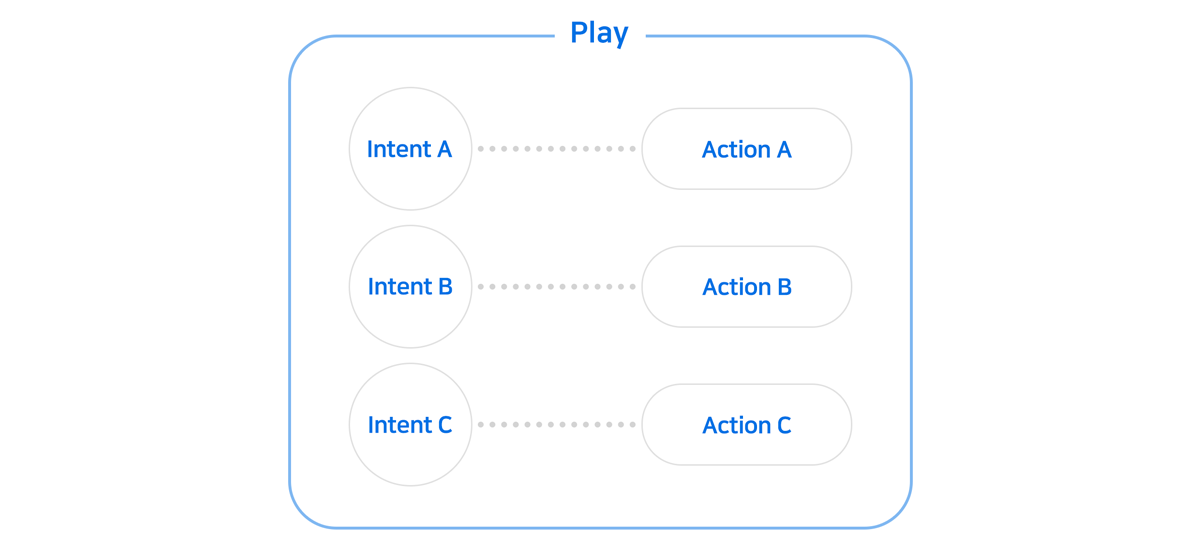 Play
Intent A
Action A
Intent B
Action B
Intent C
Action C